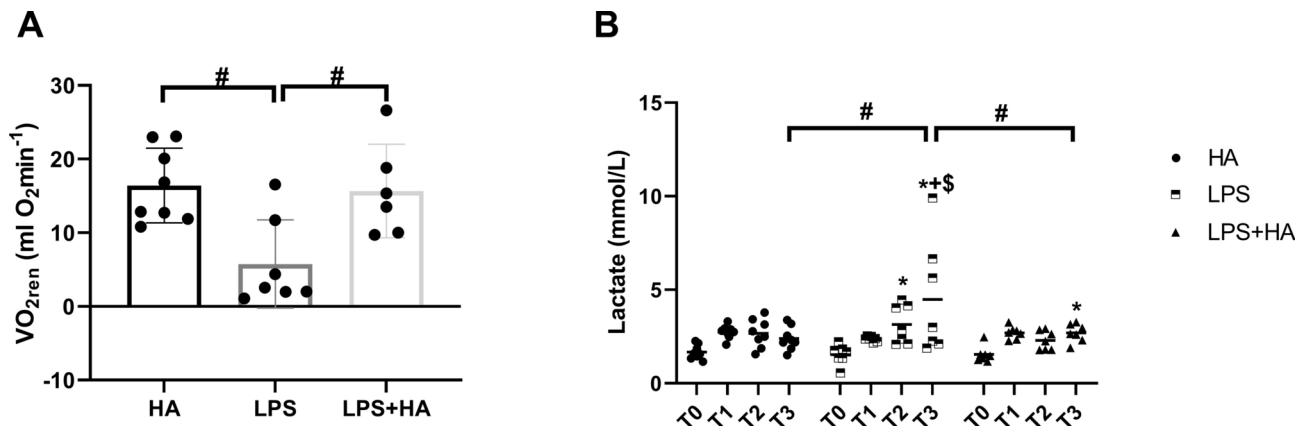 A
VO2ren (ml O2min-1)
30
20
10
0
-10
#
#
HA
LPS
LPS+HA
B
Lactate (mmol/L)
15
10
5
0
#
#
*
*+$
*
T0 T1 T2 T3 T0 T1 T2 T3 T0 T1 T2 T3
HA
LPS
LPS+HA